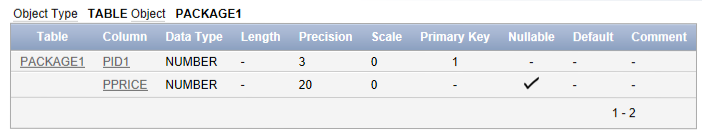 Object Type TABLE Object PACKAGE1
Table Column Data Type Length Precision Scale Primary Key Nullable Default Comment
PACKAGE1 PID1 NUMBER - 3 0 1 - - -
PPRICE NUMBER - 20 0 - ✓ - -
1 - 2